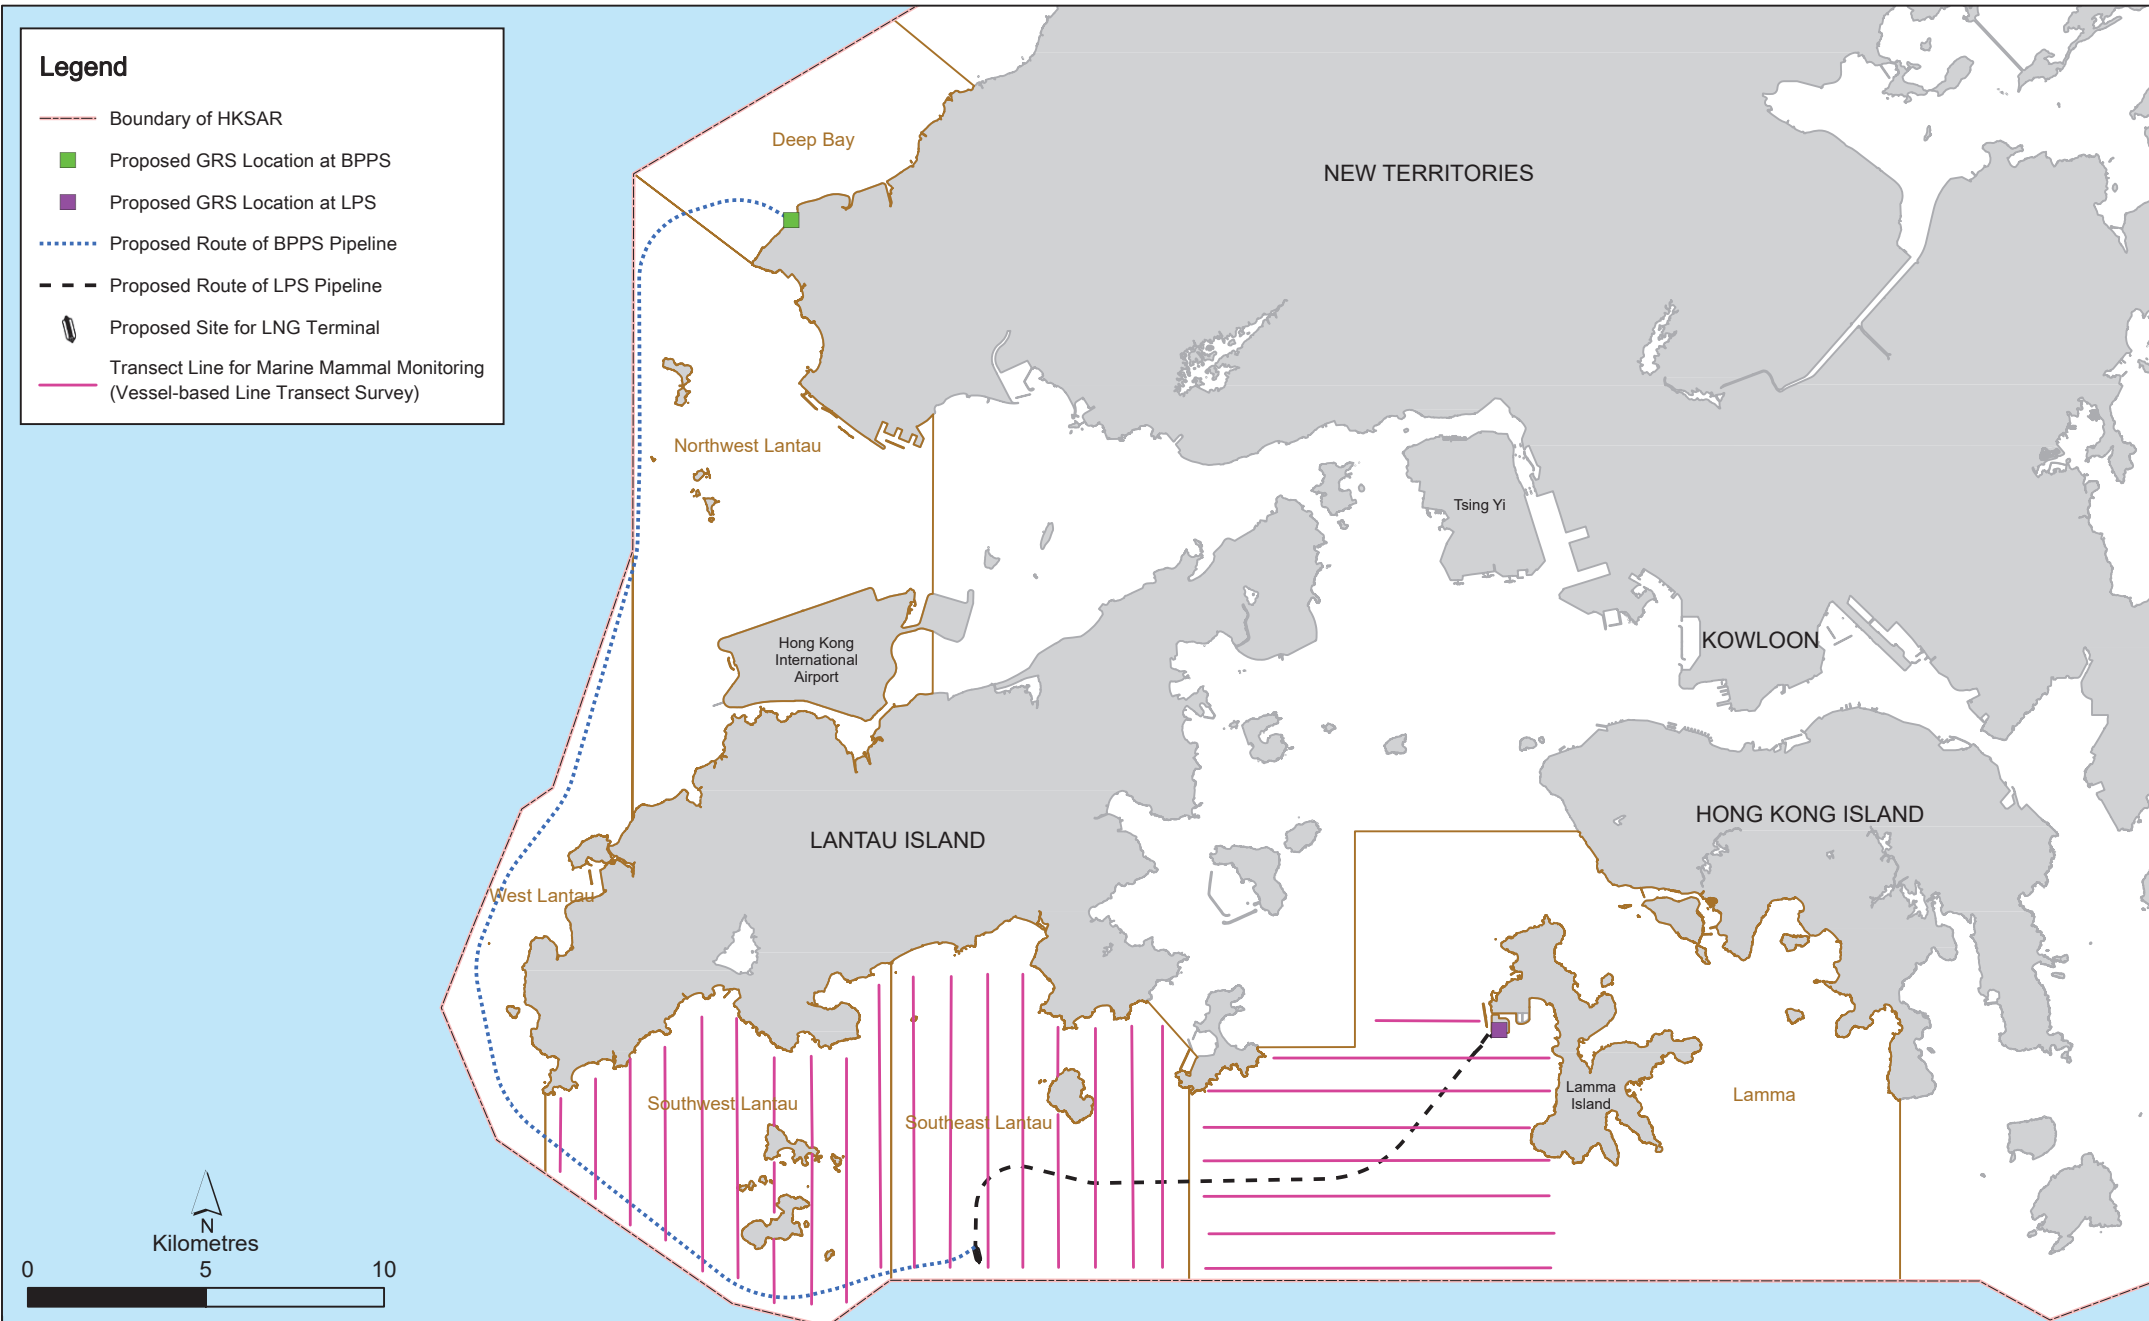 Legend
Boundary of HKSAR
Proposed GRS Location at BPPS
Proposed GRS Location at LPS
Proposed Route of BPPS Pipeline
Proposed Route of LPS Pipeline
Proposed Site for LNG Terminal
Transect Line for Marine Mammal Monitoring
(Vessel-based Line Transect Survey)
Deep Bay
NEW TERRITORIES
Northwest Lantau
Tsing Yi
Hong Kong
International
Airport
KOWLOON
HONG KONG ISLAND
LANTAU ISLAND
West Lantau
Southwest Lantau
Southeast Lantau
Lamma
Island
Lamma
N
Kilometres
0 5 10